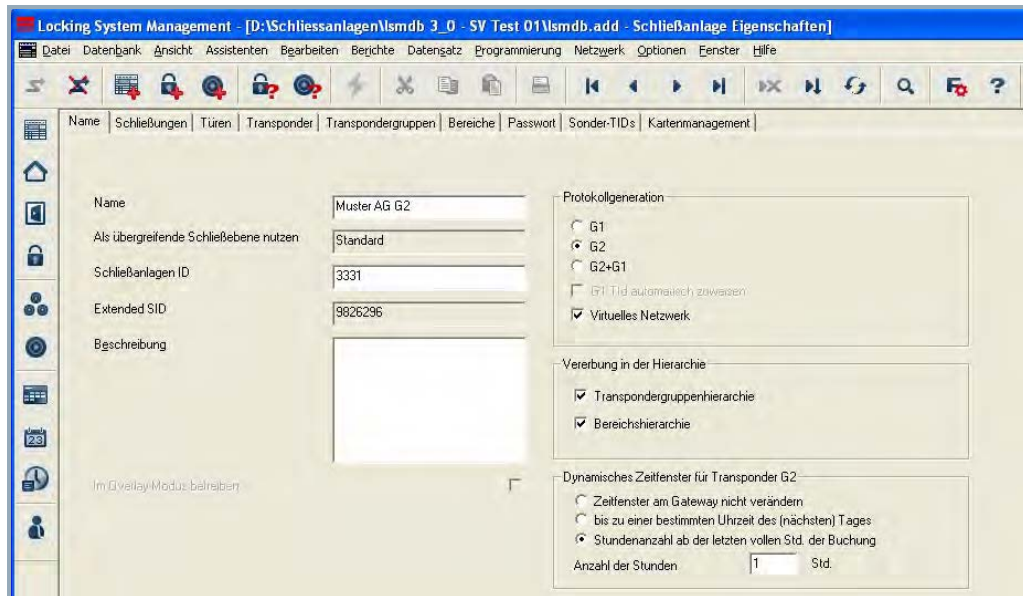 Locking System Management - [D:\Schliessanlagen\lsmdb 3_0 - SV Test 01\lsmdb.add - Schließanlage Eigenschaften]
Datei Datenbank Ansicht Assistenten Bearbeiten Berichte Datensatz Programmierung Netzwerk Optionen Fenster Hilfe
Name Schließungen Türen Transponder Transpondergruppen Bereiche Passwort Sonder-TIDs Kartenmanagement
Name Muster AG G2
Als übergreifende Schließebene nutzen Standard
Schließanlagen ID 3331
Extended SID 9826296
Beschreibung
Im Overlay Modus betreiben
Protokollgeneration
G1
G2
G2+G1
G1 TId automatisch zuweisen
Virtuelles Netzwerk
Vererbung in der Hierarchie
Transpondergruppenhierarchie
Bereichshierarchie
Dynamisches Zeitfenster für Transponder G2
Zeitfenster am Gateway nicht verändern
bis zu einer bestimmten Uhrzeit des (nächsten) Tages
Stundenanzahl ab der letzten vollen Std. der Buchung
Anzahl der Stunden 1 Std.
23